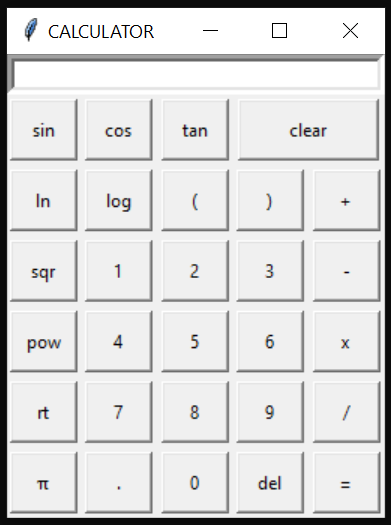 CALCULATOR
sin cos tan clear
ln log ( ) +
sqr 1 2 3 -
pow 4 5 6 x
rt 7 8 9 /
π . 0 del =